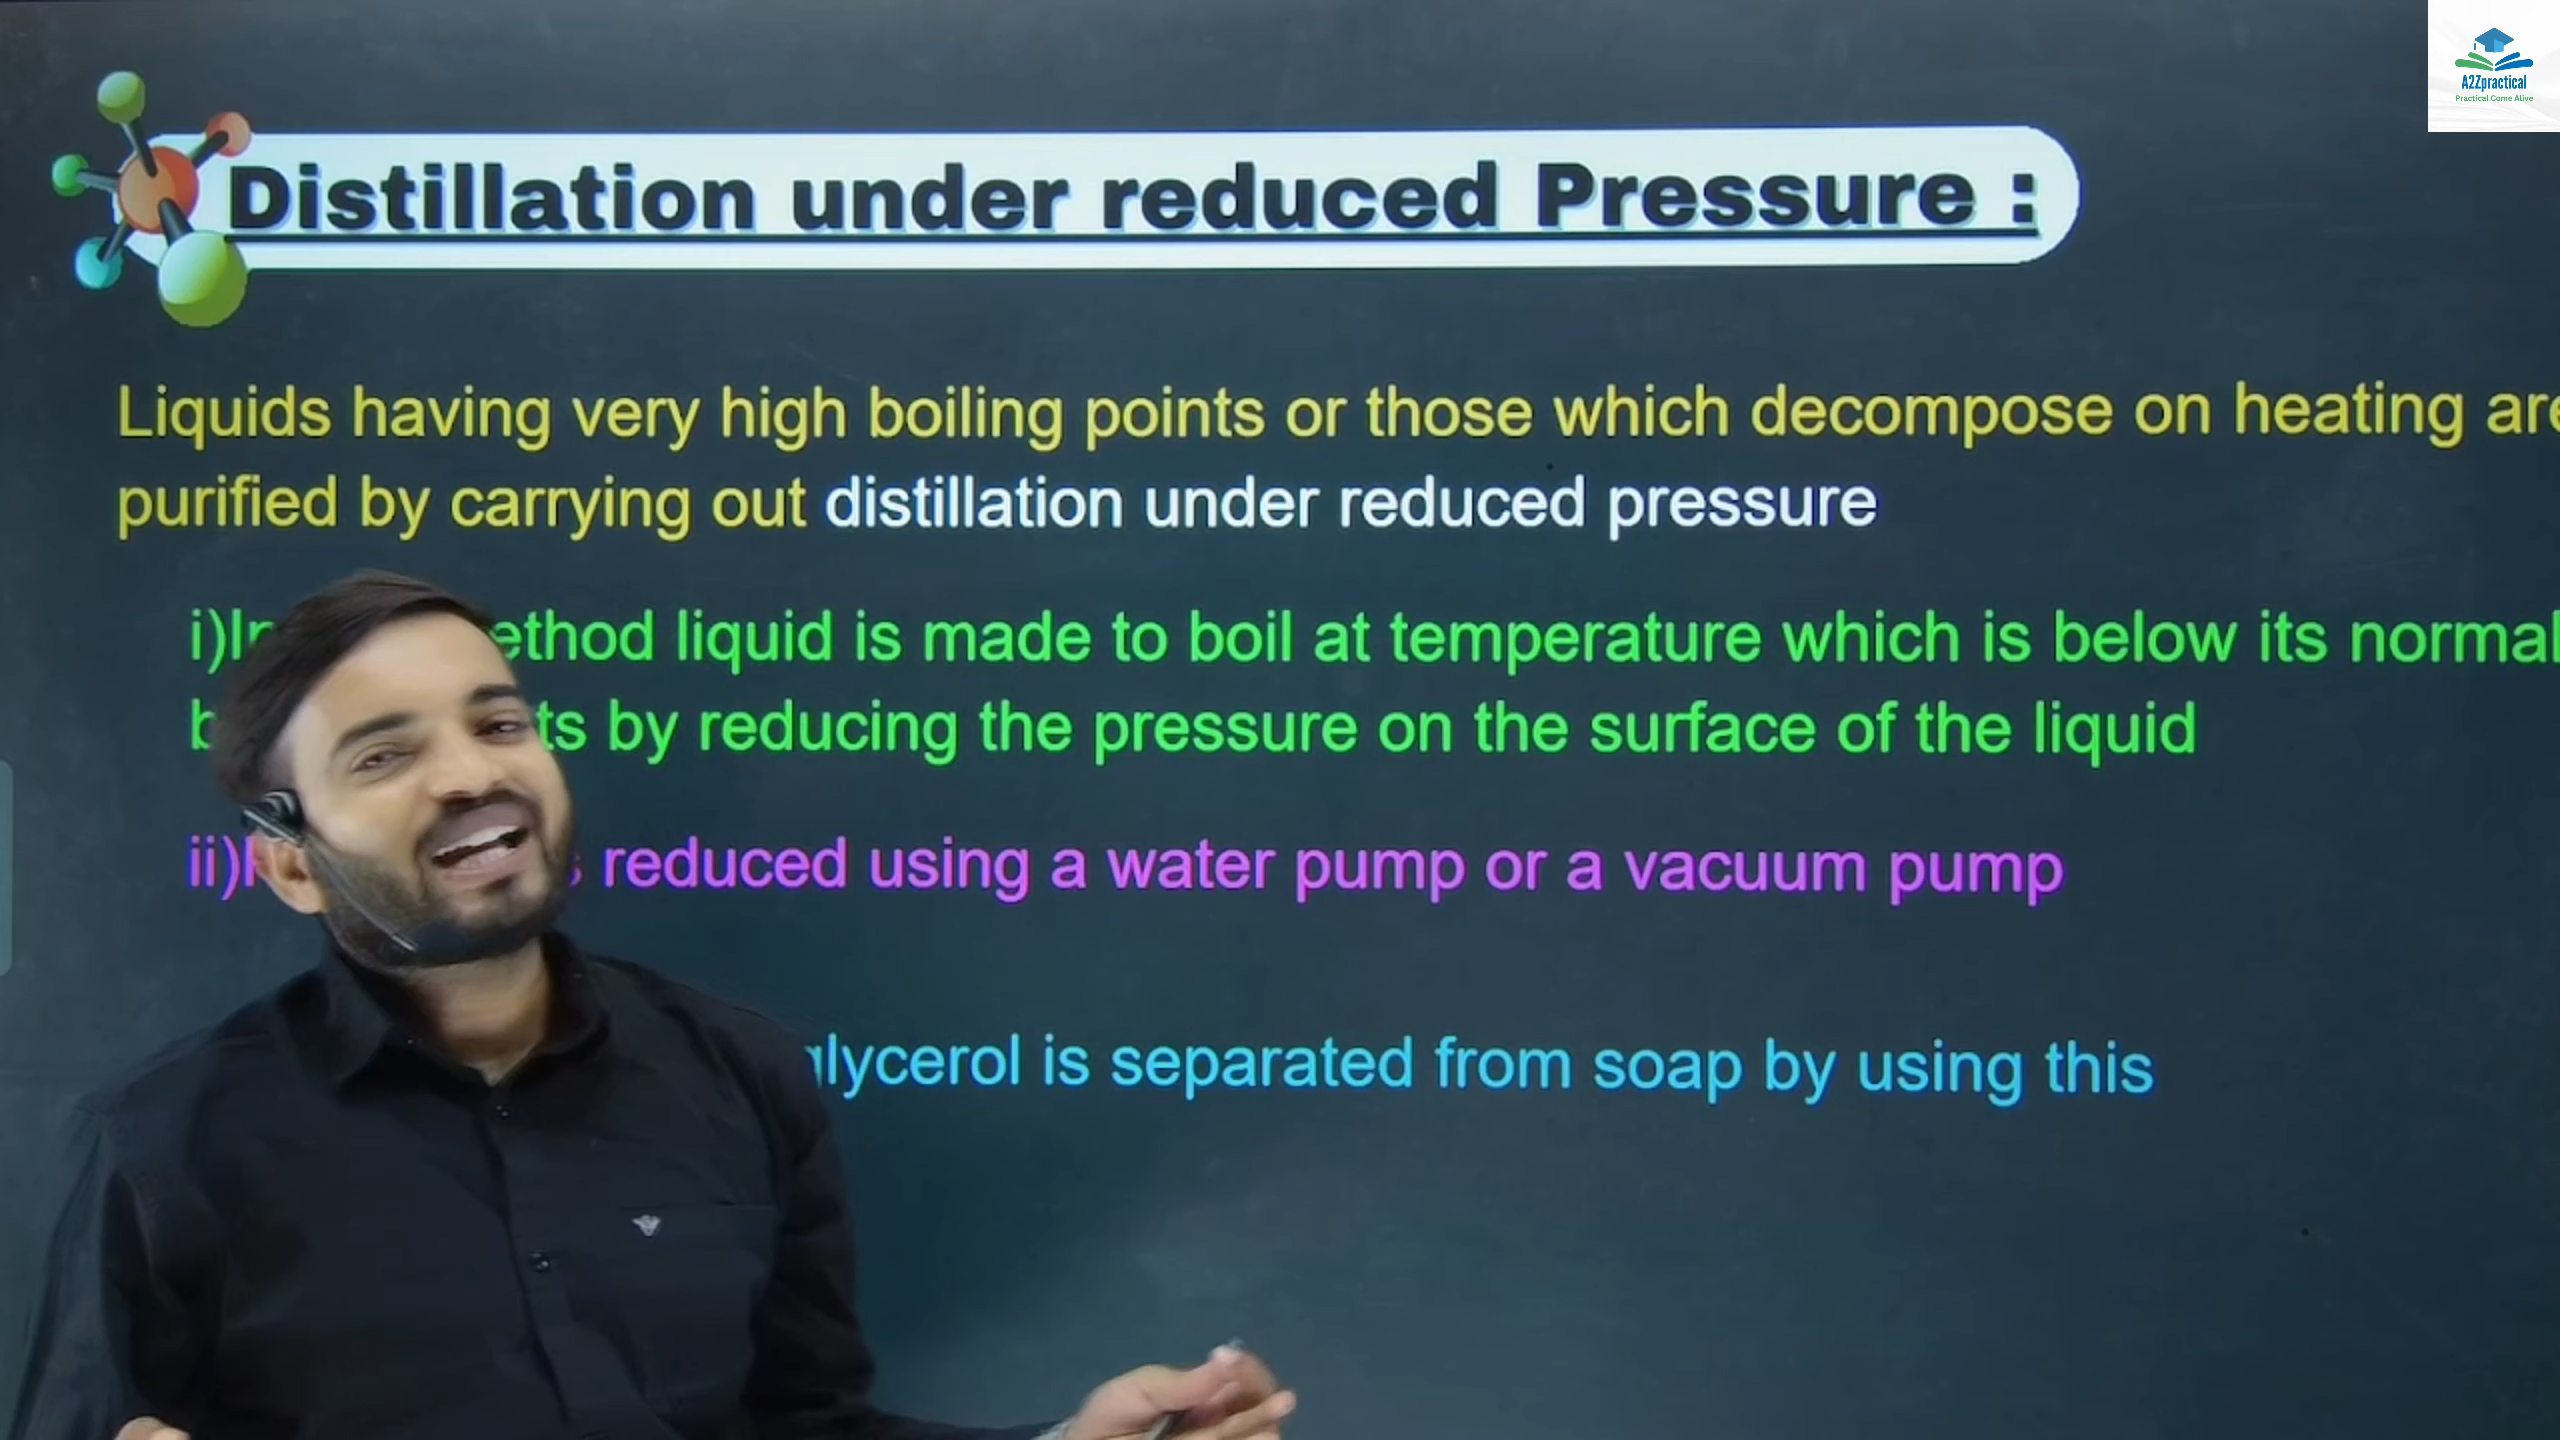 A2Zpractical
Practical Come Alive
Distillation under reduced Pressure :
Liquids having very high boiling points or those which decompose on heating are
purified by carrying out distillation under reduced pressure
i)In ethod liquid is made to boil at temperature which is below its normal
b ts by reducing the pressure on the surface of the liquid
ii) reduced using a water pump or a vacuum pump
glycerol is separated from soap by using this